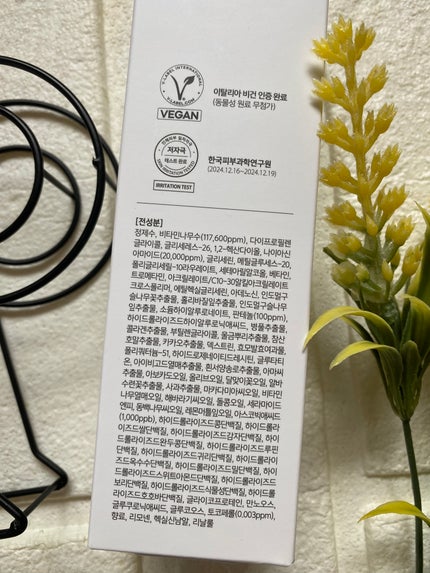 V-LABEL INTERNATIONAL
V-LABEL.COM
VEGAN
이탈리아 비건 인증 완료
(동물성 원료 무첨가)
저자극
테스트 완료
IRRITATION TEST
한국피부과학연구원
(2024.12.16~2024.12.19)
[전성분]
정제수, 비타민나무수(117,600ppm), 다이프로필렌
글라이콜, 글리세레스-26, 1,2-헥산다이올, 나이아신
아마이드(20,000ppm), 글리세린, 메틸글루세스-20,
폴리글리세릴-10라우레이트, 세테아릴알코올, 베타인,
트로메타민, 아크릴레이트/C10-30알킬아크릴레이트
크로스폴리머, 에틸헥실글리세린, 아데노신, 인도멀구
슬나무꽃추출물, 홀리바질잎추출물, 인도멀구슬나무
잎추출물, 소듐하이알루로네이트, 판테놀(100ppm),
하이드롤라이즈드하이알루로닉애씨드, 병풀추출물,
콜라겐추출물, 부틸렌글라이콜, 몰균뿌리추출물, 참산
호말추출물, 카카오추출물, 덱스트린, 효모발효여과물,
폴리쿼터늄-51, 하이드로제네이티드레시틴, 글루타티
온, 아이비고드열매추출물, 흰서양송로추출물, 아마씨
추출물, 아보카도오일, 올리브오일, 달맞이꽃오일, 알바
수련꽃추출물, 사과추출물, 마카다미아씨오일, 비타민
나무열매오일, 해바라기씨오일, 돌콩오일, 세라마이드
엔피, 동백나무씨오일, 레몬머틀잎오일, 아스코빅애씨드
(1,000ppb), 하이드롤라이즈드콩단백질, 하이드롤라
이즈드쌀단백질, 하이드롤라이즈드감자단백질, 하이드
롤라이즈드완두콩단백질, 하이드롤라이즈드루핀
단백질, 하이드롤라이즈드귀리단백질, 하이드롤라이
즈드옥수수단백질, 하이드롤라이즈드밀단백질, 하이
드롤라이즈드스위트아몬드단백질, 하이드롤라이즈드
보리단백질, 하이드롤라이즈드식물성단백질, 하이드롤
라이즈드호호바단백질, 글라이코프로테인, 만노오스,
글루쿠로닉애씨드, 글루코오스, 토코페롤(0.003ppm),
향료, 리모넨, 헥실신남알, 리날룰